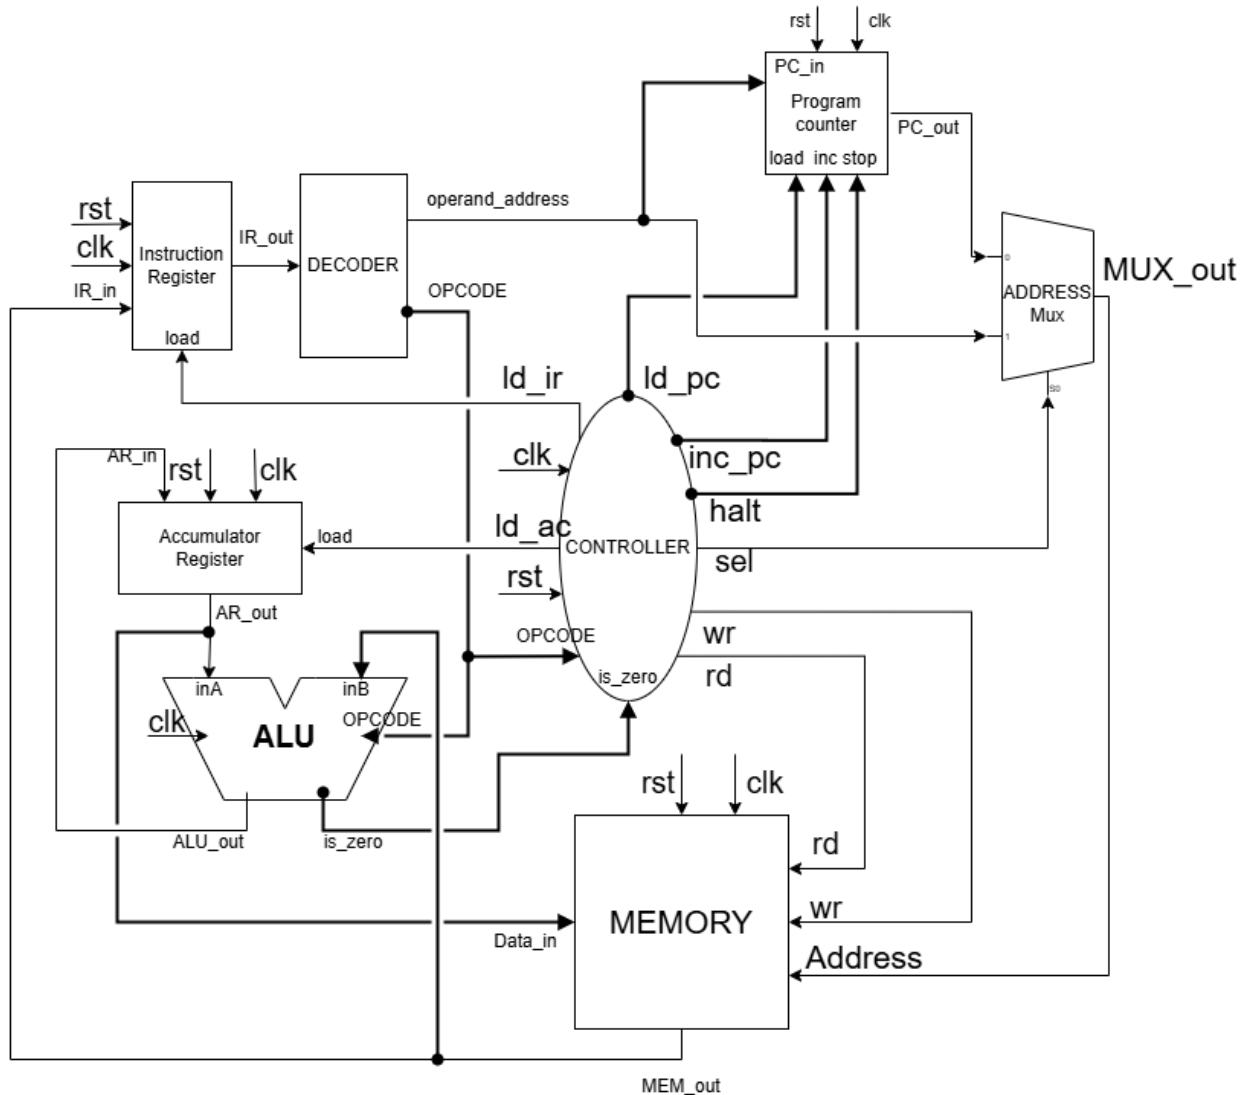 rst
clk
PC_in
Program
counter
load inc stop
PC_out
operand_address
rst
clk
IR_in
Instruction
Register
load
IR_out
DECODER
OPCODE
0
ADDRESS
Mux
1
S0
MUX_out
ld_ir
ld_pc
inc_pc
halt
clk
ld_ac
CONTROLLER
sel
rst
OPCODE
wr
rd
is_zero
AR_in
rst
clk
Accumulator
Register
load
AR_out
inA
inB
OPCODE
clk
ALU
ALU_out
is_zero
rst
clk
rd
wr
Address
MEMORY
Data_in
MEM_out